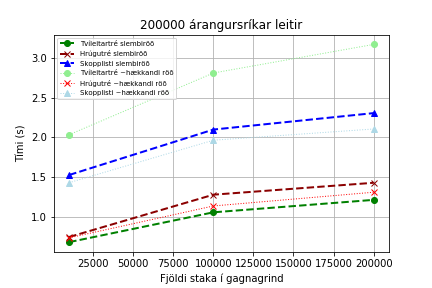 200000 árangursríkar leitir
Tvíleitartré slembiröð
Hrúgutré slembiröð
Skopplisti slembiröð
Tvíleitartré ~hækkandi röð
Hrúgutré ~hækkandi röð
Skopplisti ~hækkandi röð
Tími (s)
3.0
2.5
2.0
1.5
1.0
25000 50000 75000 100000 125000 150000 175000 200000
Fjöldi staka í gagnagrind